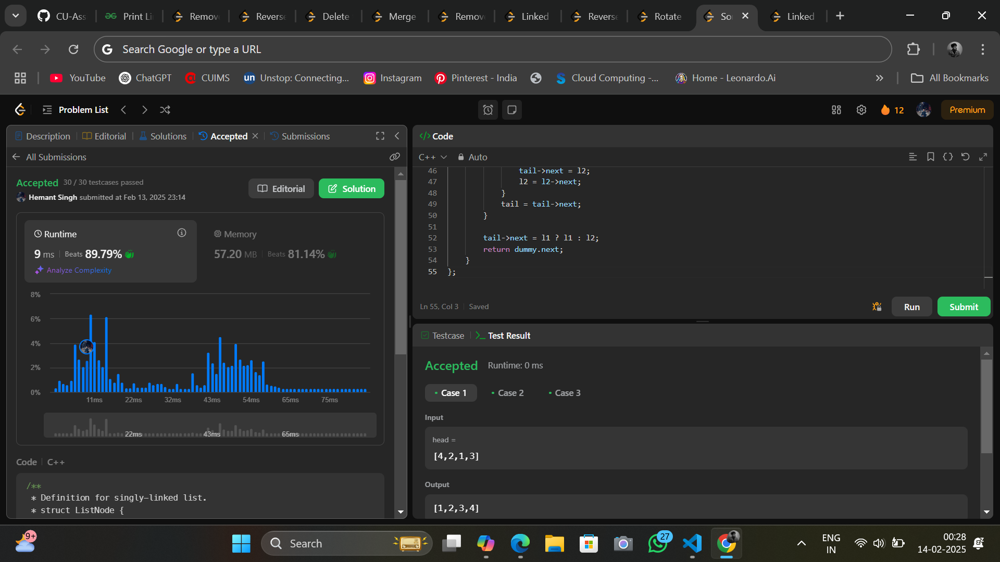 CU-Ass
Print Li
Remov
Reverse
Delete
Merge
Remov
Linked
Reverse
Rotate
So
Linked
Search Google or type a URL
YouTube
ChatGPT
CUIMS
un
Unstop: Connecting...
Instagram
Pinterest - India
Cloud Computing -...
Home - Leonardo.Ai
All Bookmarks
Problem List
12
Premium
Description
Editorial
Solutions
Accepted
Submissions
All Submissions
Accepted 30 / 30 testcases passed
Hemant Singh submitted at Feb 13, 2025 23:14
Editorial
Solution
Runtime
9 ms Beats 89.79%
Analyze Complexity
Memory
57.20 MB Beats 81.14%
8%
6%
4%
2%
0%
11ms 22ms 32ms 43ms 54ms 65ms 75ms
22ms 43ms 65ms
Code C++
/**
* Definition for singly-linked list.
* struct ListNode {
</> Code
C++ Auto
46 tail->next = l2;
47 l2 = l2->next;
48 }
49 tail = tail->next;
50 }
51
52 tail->next = l1 ? l1 : l2;
53 return dummy.next;
54 }
55 };
Ln 55, Col 3 Saved
Run
Submit
Testcase
>_ Test Result
Accepted Runtime: 0 ms
Case 1
Case 2
Case 3
Input
head =
[4,2,1,3]
Output
[1,2,3,4]
9+
Search
27
ENG
IN
00:28
14-02-2025